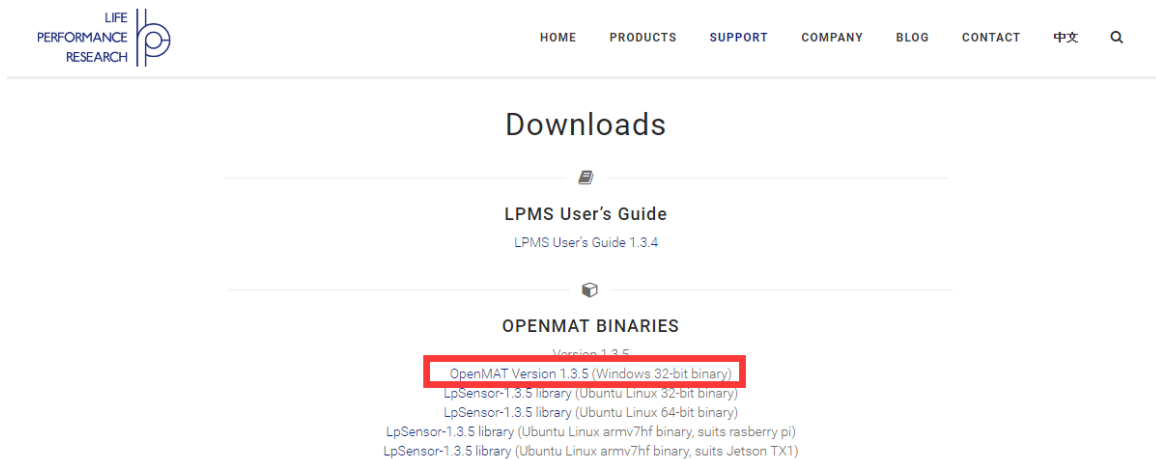 LIFE
PERFORMANCE
RESEARCH
HOME PRODUCTS SUPPORT COMPANY BLOG CONTACT 中文
Downloads
LPMS User's Guide
LPMS User's Guide 1.3.4
OPENMAT BINARIES
Version 1.3.5
OpenMAT Version 1.3.5 (Windows 32-bit binary)
LpSensor-1.3.5 library (Ubuntu Linux 32-bit binary)
LpSensor-1.3.5 library (Ubuntu Linux 64-bit binary)
LpSensor-1.3.5 library (Ubuntu Linux armv7hf binary, suits rasberry pi)
LpSensor-1.3.5 library (Ubuntu Linux armv7hf binary, suits Jetson TX1)